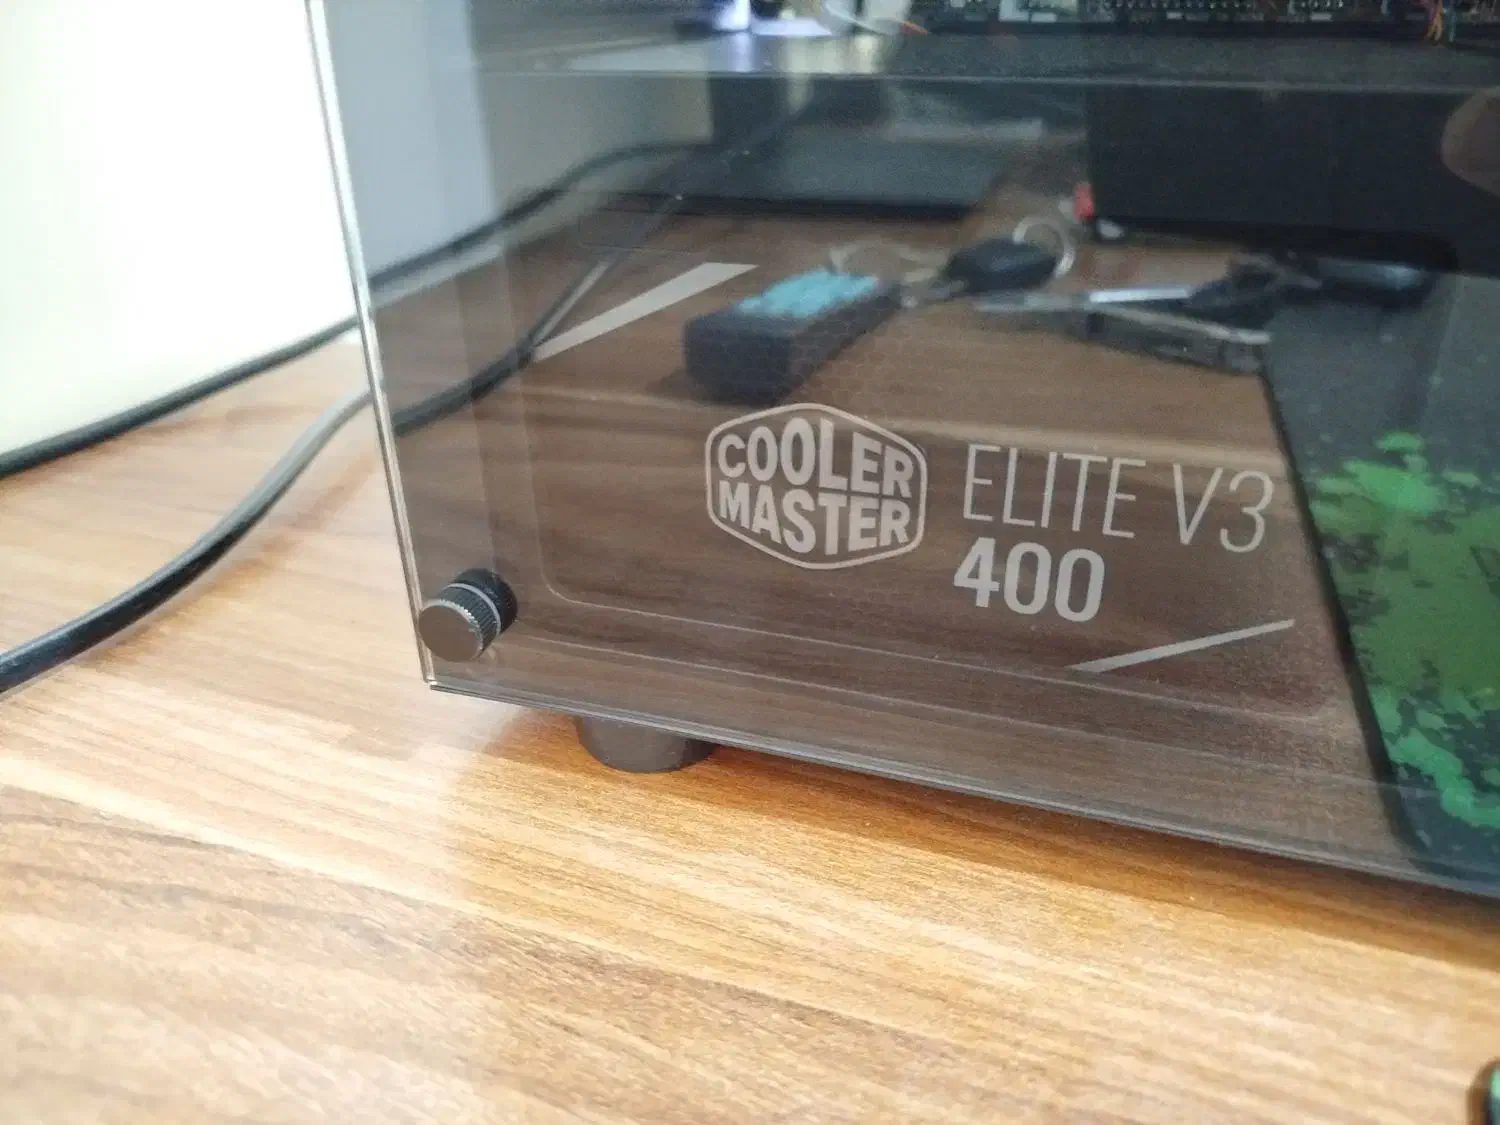 COOLER
MASTER
ELITE V3
400